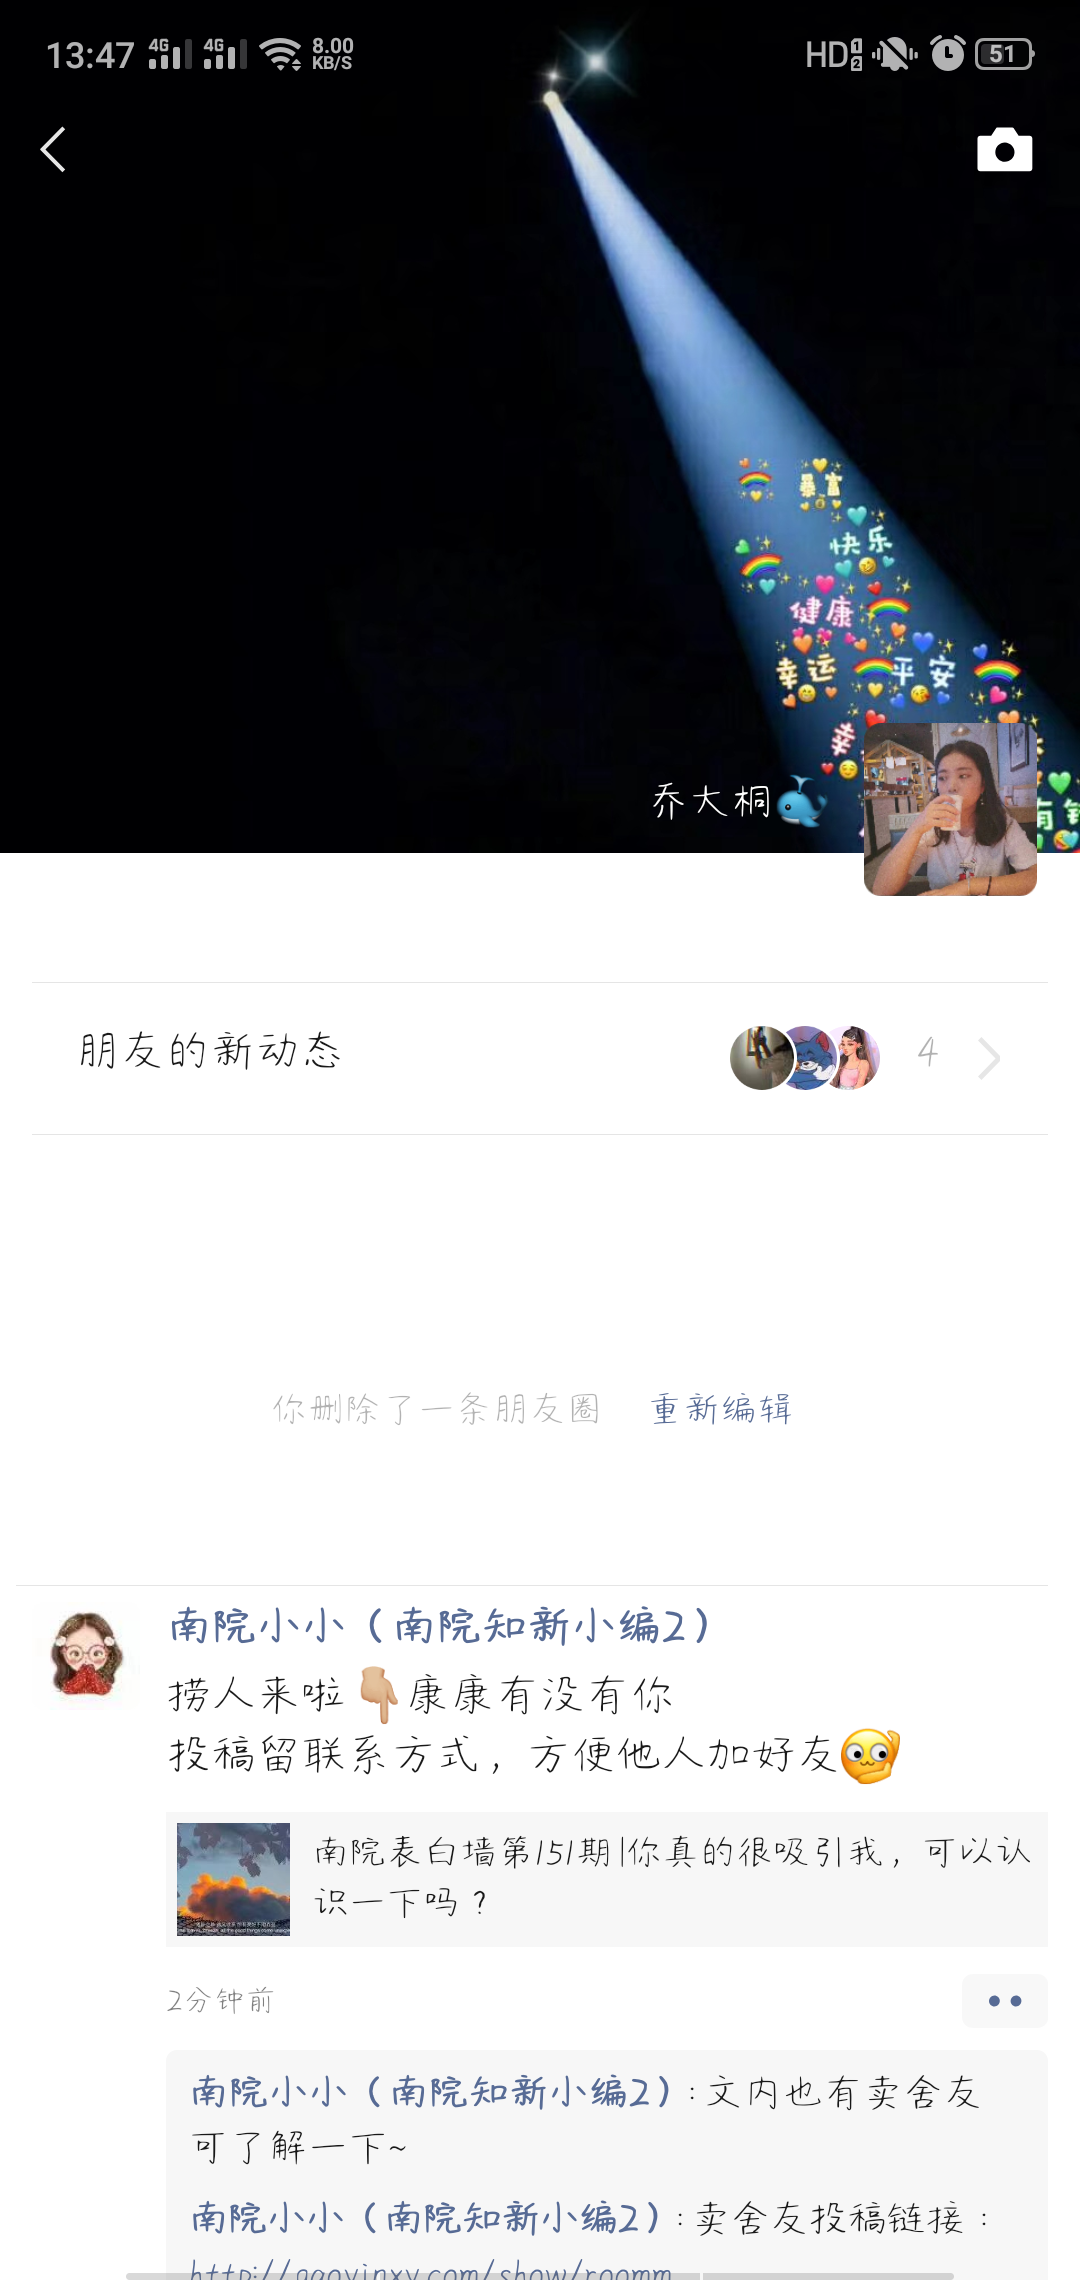 13:47 4G 4G 8.00 KB/S HD 1 2 51
暴富
快乐
健康
幸运 平安
幸
有钱
乔大桐
朋友的新动态 4
你删除了一条朋友圈 重新编辑
南院小小（南院知新小编2）
捞人来啦👇🏼康康有没有你
投稿留联系方式，方便他人加好友
南院表白墙第151期|你真的很吸引我，可以认
识一下吗？
2分钟前
南院小小（南院知新小编2）: 文内也有卖舍友
可了解一下~
南院小小（南院知新小编2）: 卖舍友投稿链接：